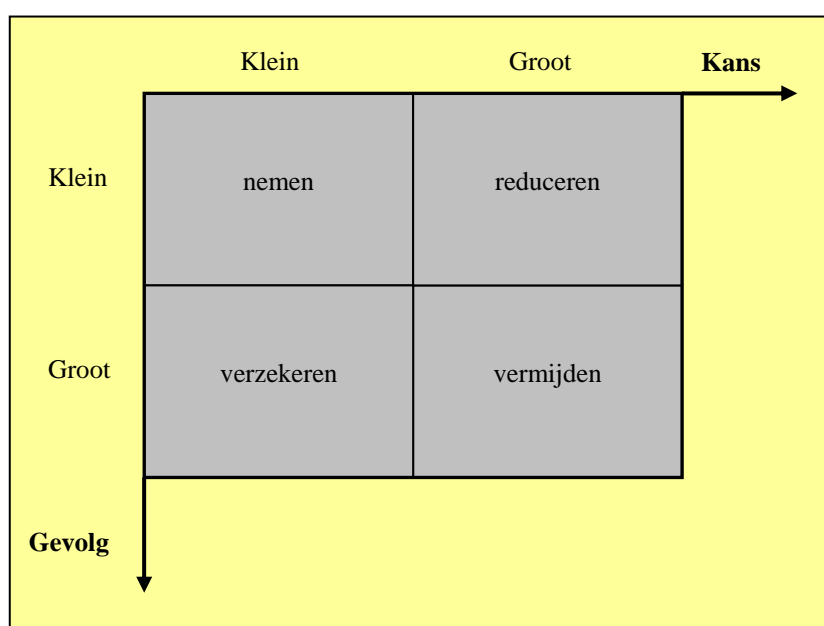 Klein Groot Kans
Klein nemen reduceren
Groot verzekeren vermijden
Gevolg